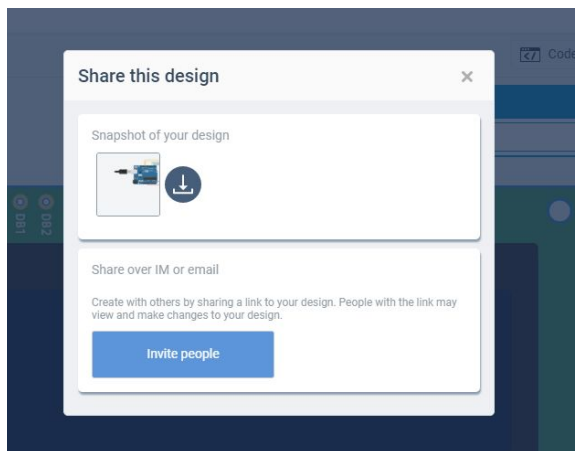 Code
Share this design
Snapshot of your design
Share over IM or email
Create with others by sharing a link to your design. People with the link may
view and make changes to your design.
Invite people
DB1
DB2